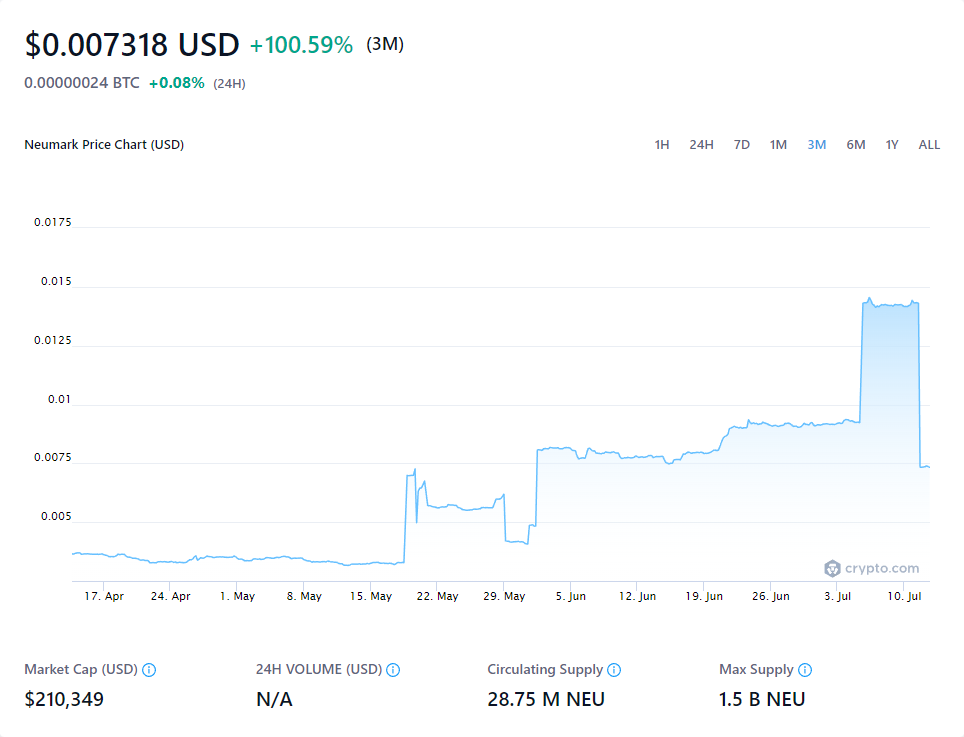 $0.007318 USD +100.59% (3M)
0.00000024 BTC +0.08% (24H)
Neumark Price Chart (USD) 1H 24H 7D 1M 3M 6M 1Y ALL
0.0175
0.015
0.0125
0.01
0.0075
0.005
crypto.com
17. Apr 24. Apr 1. May 8. May 15. May 22. May 29. May 5. Jun 12. Jun 19. Jun 26. Jun 3. Jul 10. Jul
Market Cap (USD) 24H VOLUME (USD) Circulating Supply Max Supply
$210,349 N/A 28.75 M NEU 1.5 B NEU